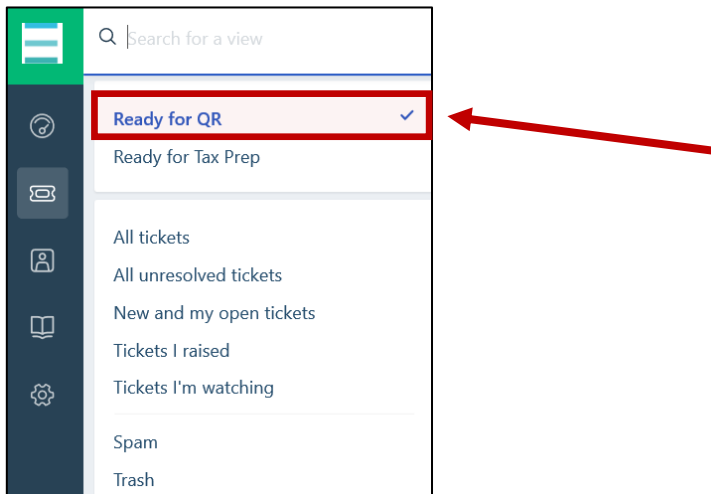 Search for a view
Ready for QR
Ready for Tax Prep
All tickets
All unresolved tickets
New and my open tickets
Tickets I raised
Tickets I'm watching
Spam
Trash